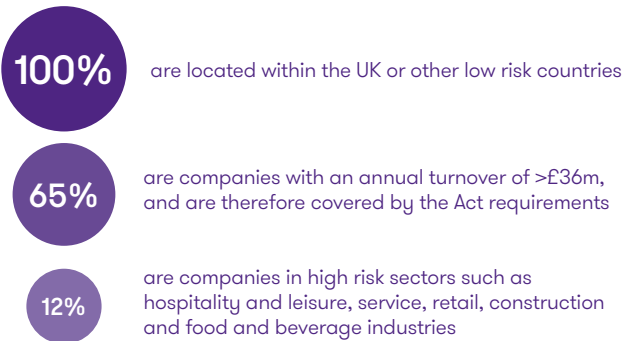 100%
are located within the UK or other low risk countries
65%
are companies with an annual turnover of >£36m,
and are therefore covered by the Act requirements
12%
are companies in high risk sectors such as
hospitality and leisure, service, retail, construction
and food and beverage industries